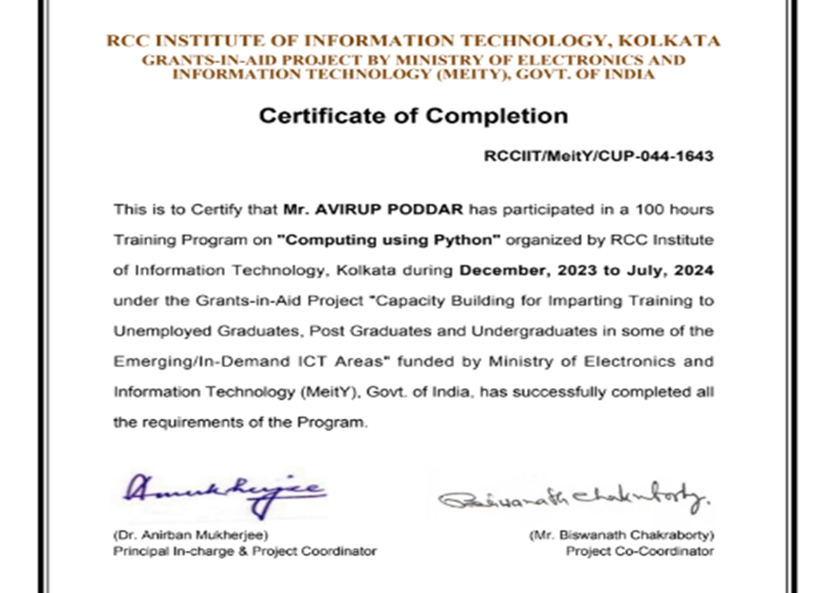 RCC INSTITUTE OF INFORMATION TECHNOLOGY, KOLKATA
GRANTS-IN-AID PROJECT BY MINISTRY OF ELECTRONICS AND
INFORMATION TECHNOLOGY (MEITY), GOVT. OF INDIA
Certificate of Completion
RCCIIT/MeitY/CUP-044-1643
This is to Certify that Mr. AVIRUP PODDAR has participated in a 100 hours
Training Program on "Computing using Python" organized by RCC Institute
of Information Technology, Kolkata during December, 2023 to July, 2024
under the Grants-in-Aid Project "Capacity Building for Imparting Training to
Unemployed Graduates, Post Graduates and Undergraduates in some of the
Emerging/In-Demand ICT Areas" funded by Ministry of Electronics and
Information Technology (MeitY), Govt. of India, has successfully completed all
the requirements of the Program.
Amukherjee
Biswanath Chakraborty.
(Dr. Anirban Mukherjee)
(Mr. Biswanath Chakraborty)
Principal In-charge & Project Coordinator
Project Co-Coordinator